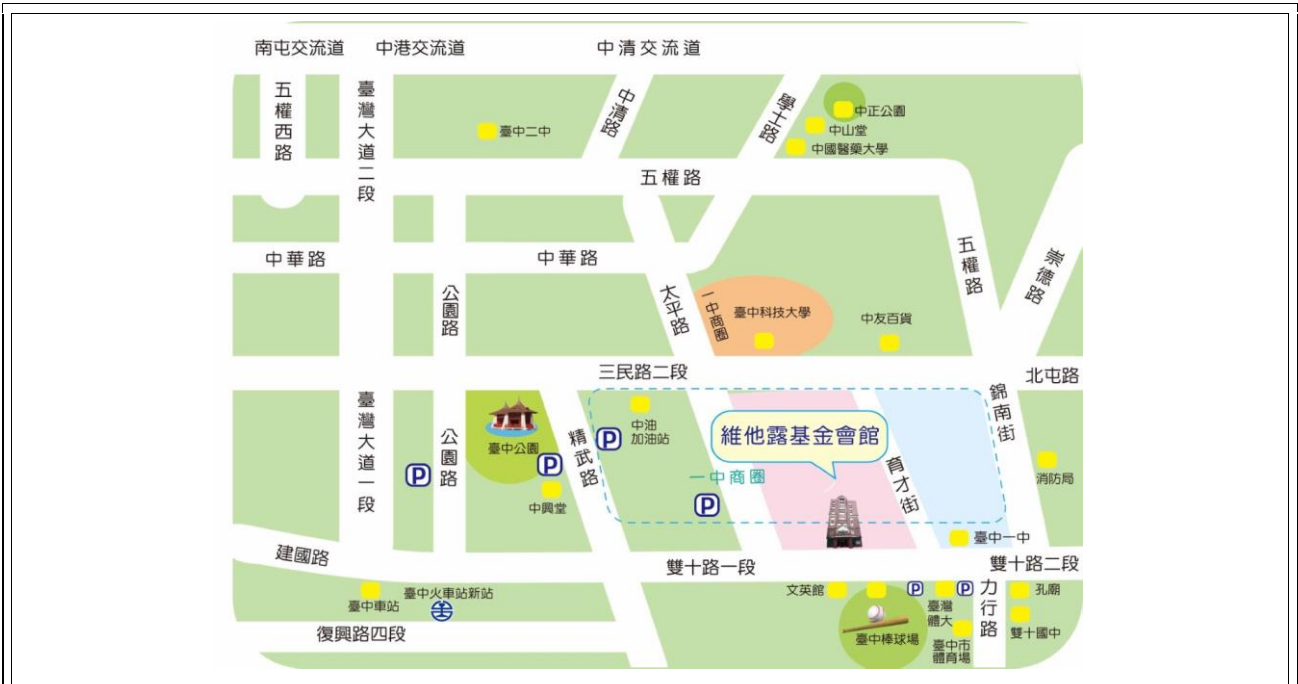 南屯交流道
中港交流道
中清交流道
五權西路
臺灣大道二段
臺中二中
中清路
學士路
中正公園
中山堂
中國醫藥大學
五權路
中華路
中華路
五權路
崇德路
公園路
太平路
一中商圈
臺中科技大學
中友百貨
三民路二段
北屯路
臺灣大道一段
公園路
臺中公園
P
P
中興堂
精武路
P
中油
加油站
維他露基金會館
一中商圈
P
育才街
錦南街
消防局
臺中一中
建國路
雙十路一段
雙十路二段
臺中車站
臺中火車站新站
復興路四段
文英館
臺中棒球場
P
臺灣
體大
P
臺中市
體育場
力行路
孔廟
雙十國中